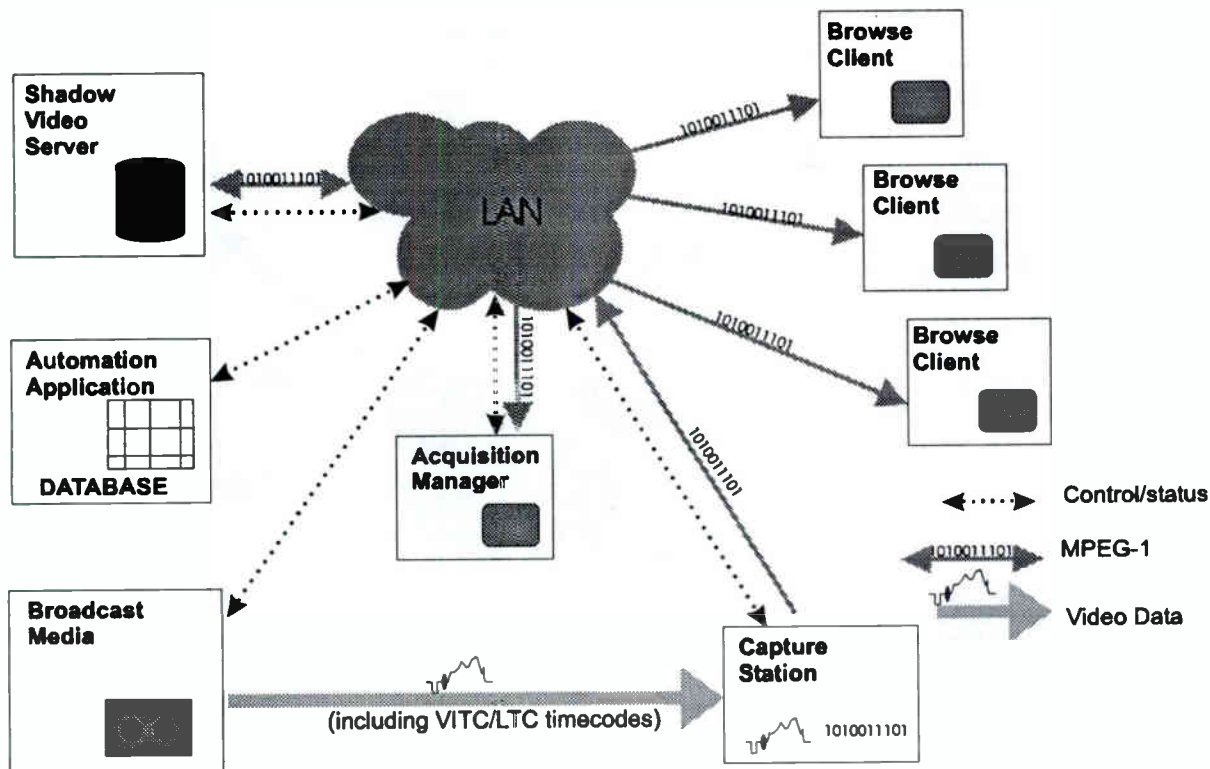 Shadow
Video
Server
1010011101
LAN
1010011101
Browse
Client
1010011101
Browse
Client
1010011101
Browse
Client
Automation
Application
DATABASE
1010011101
Acquisition
Manager
1010011101
Control/status
1010011101
MPEG-1
Video Data
Broadcast
Media
(including VITC/LTC timecodes)
Capture
Station
1010011101